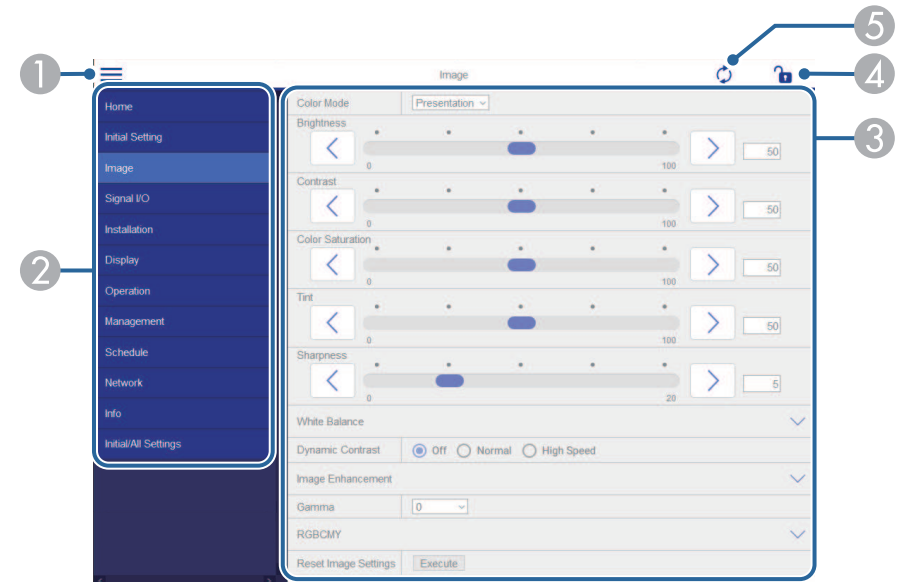 5
1
Image
4
Home
Initial Setting
Image
Signal I/O
Installation
Display
Operation
Management
Schedule
Network
Info
Initial/All Settings
2
3
Color Mode Presentation
Brightness
0 100 50
Contrast
0 100 50
Color Saturation
0 100 50
Tint
0 100 50
Sharpness
0 20 5
White Balance
Dynamic Contrast Off Normal High Speed
Image Enhancement
Gamma 0
RGBCMY
Reset Image Settings Execute